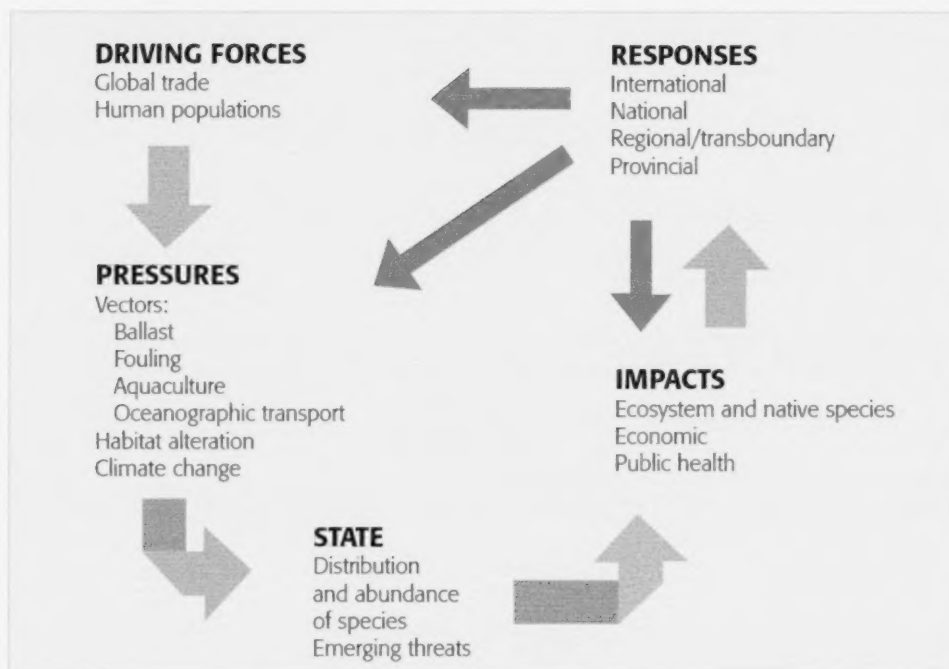 DRIVING FORCES
Global trade
Human populations
RESPONSES
International
National
Regional/transboundary
Provincial
PRESSURES
Vectors:
Ballast
Fouling
Aquaculture
Oceanographic transport
Habitat alteration
Climate change
IMPACTS
Ecosystem and native species
Economic
Public health
STATE
Distribution
and abundance
of species
Emerging threats